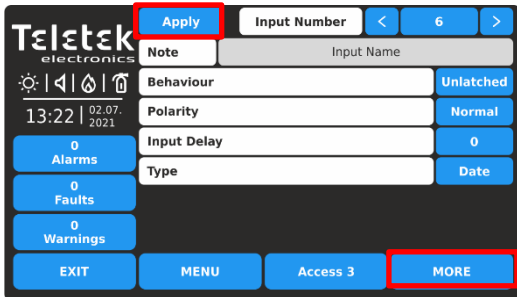 Teletek
electronics
Apply
Input Number
<
6
>
Note
Input Name
Behaviour
Unlatched
Polarity
Normal
Input Delay
0
Type
Date
13:22
02.07.
2021
0
Alarms
0
Faults
0
Warnings
EXIT
MENU
Access 3
MORE